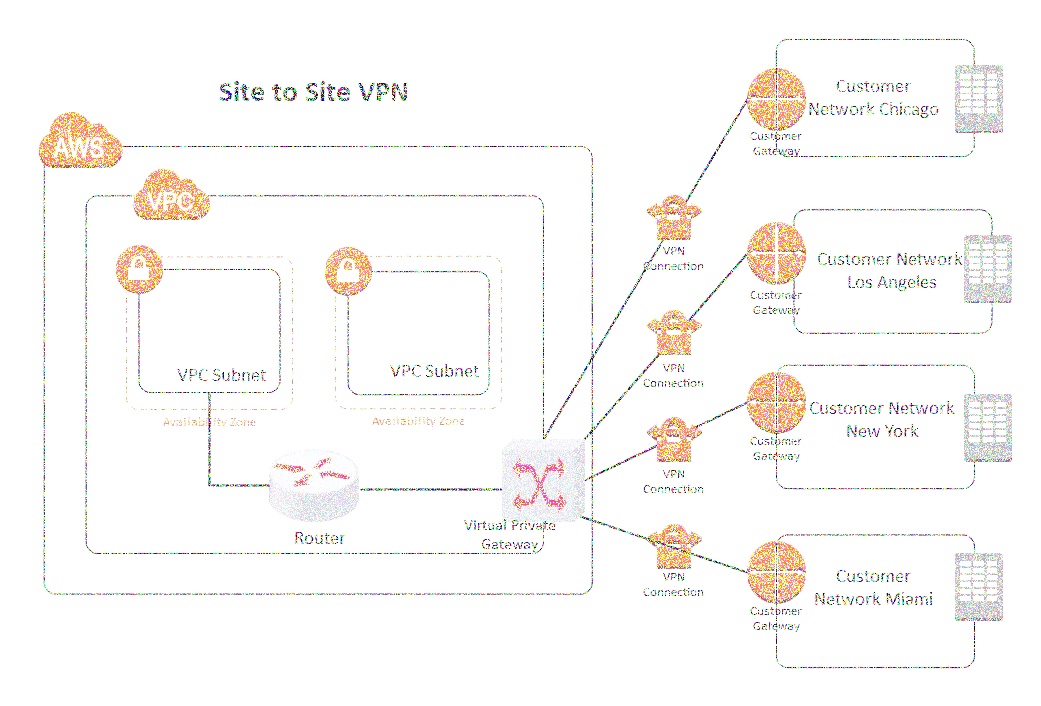 Site to Site VPN
AWS
VPC
VPC Subnet
Availability Zone
VPC Subnet
Availability Zone
Router
Virtual Private
Gateway
VPN
Connection
VPN
Connection
VPN
Connection
VPN
Connection
Customer
Gateway
Customer
Network Chicago
Customer
Gateway
Customer Network
Los Angeles
Customer
Gateway
Customer Network
New York
Customer
Gateway
Customer
Network Miami